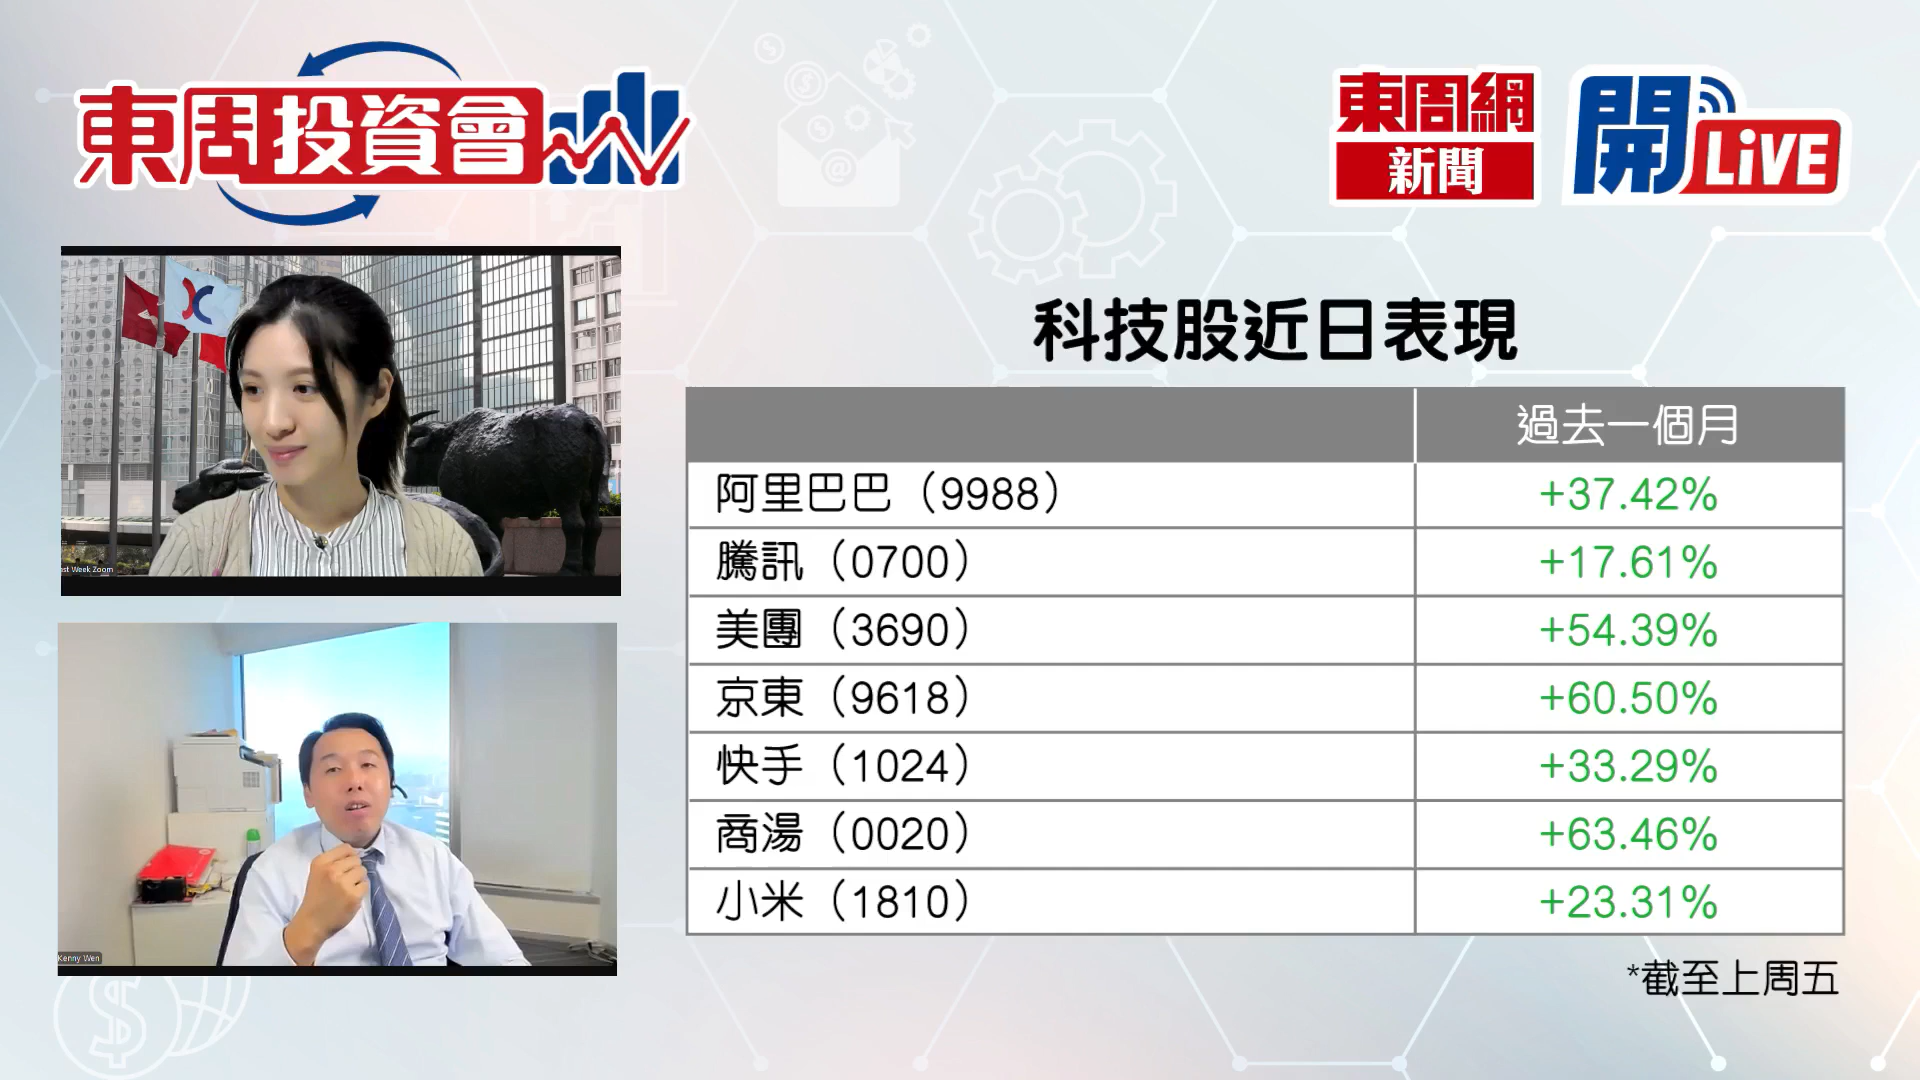 東周投資會
東周網
新聞
開 LiVE
st Week Zoom
Kenny Wen
科技股近日表現
過去一個月
阿里巴巴（9988） +37.42%
騰訊（0700） +17.61%
美團（3690） +54.39%
京東（9618） +60.50%
快手（1024） +33.29%
商湯（0020） +63.46%
小米（1810） +23.31%
*截至上周五